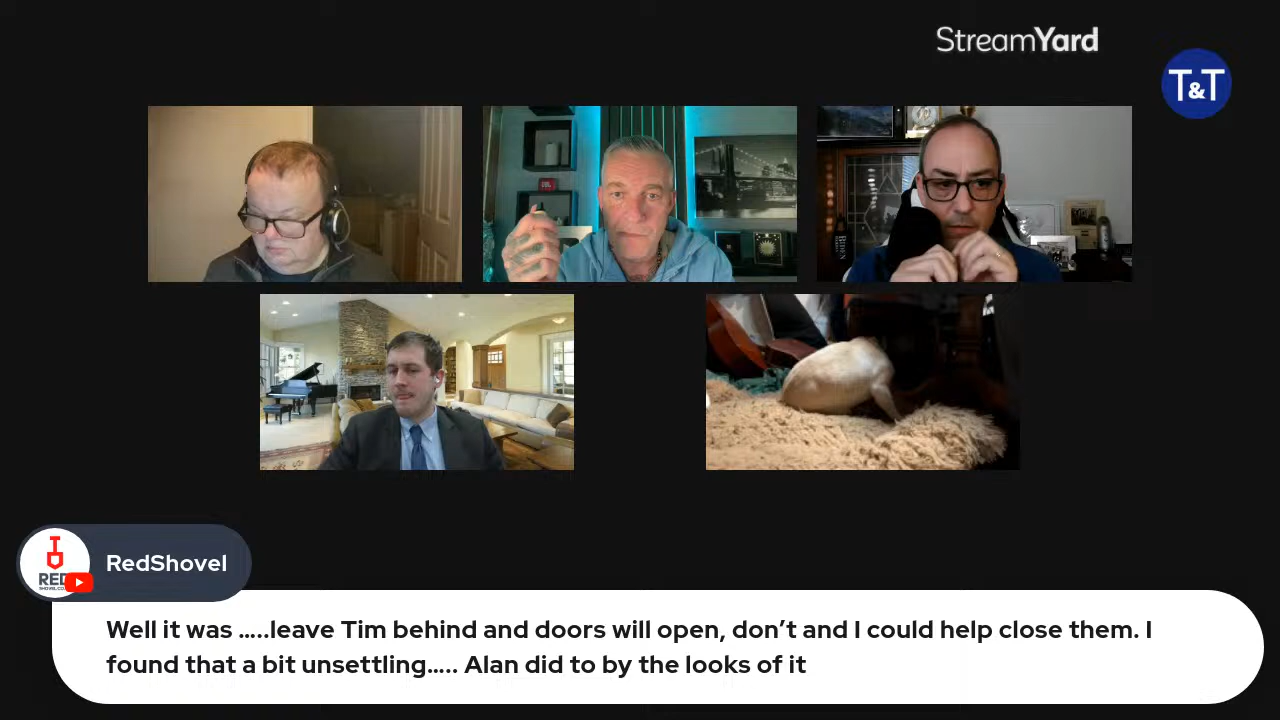 StreamYard
T&T
RedShovel
RED
Well it was …..leave Tim behind and doors will open, don’t and I could help close them. I
found that a bit unsettling….. Alan did to by the looks of it